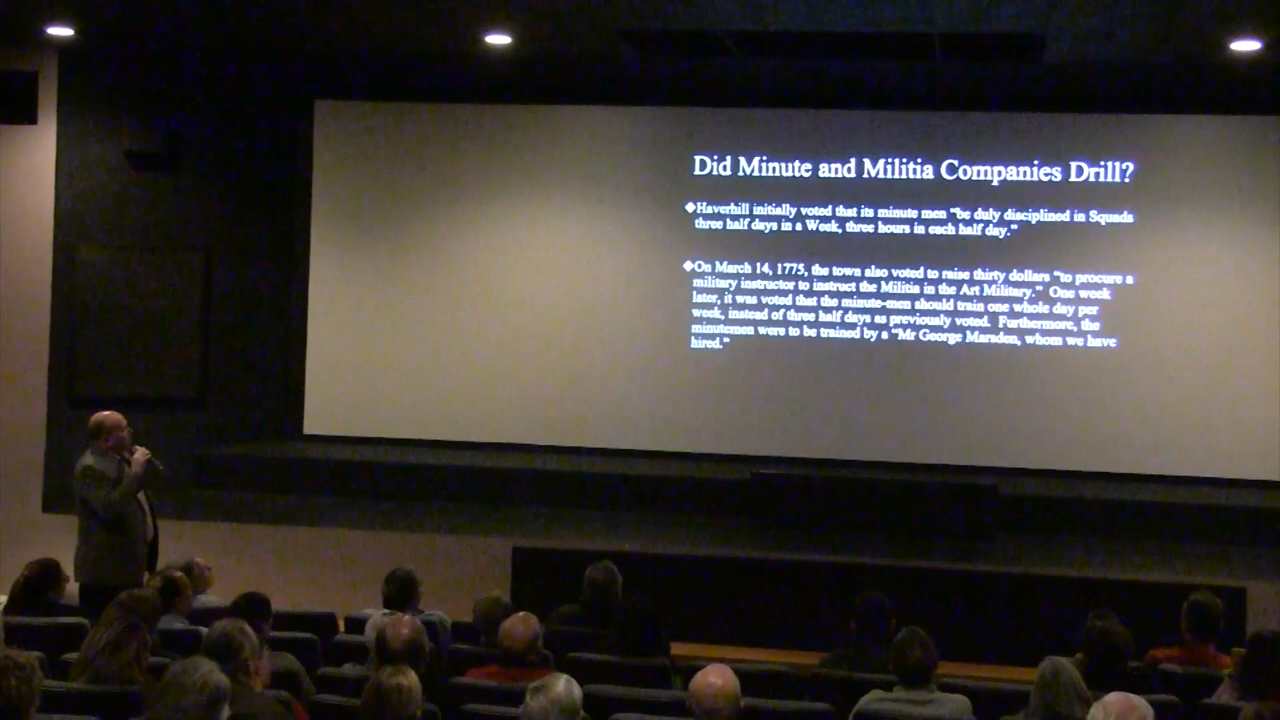 Did Minute and Militia Companies Drill?
◆Haverhill initially voted that its minute men “be duly disciplined in Squads
three half days in a Week, three hours in each half day.”
◆On March 14, 1775, the town also voted to raise thirty dollars “to procure a
military instructor to instruct the Militia in the Art Military.” One week
later, it was voted that the minute-men should train one whole day per
week, instead of three half days as previously voted. Furthermore, the
minutemen were to be trained by a “Mr George Marsden, whom we have
hired.”